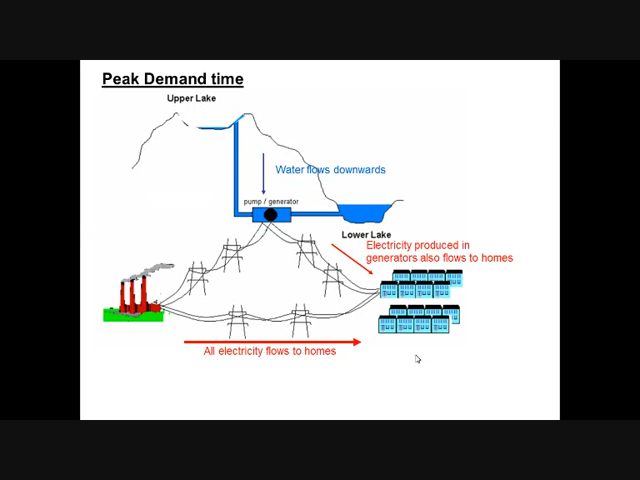 Peak Demand time
Upper Lake
Water flows downwards
pump / generator
Lower Lake
Electricity produced in
generators also flows to homes
All electricity flows to homes